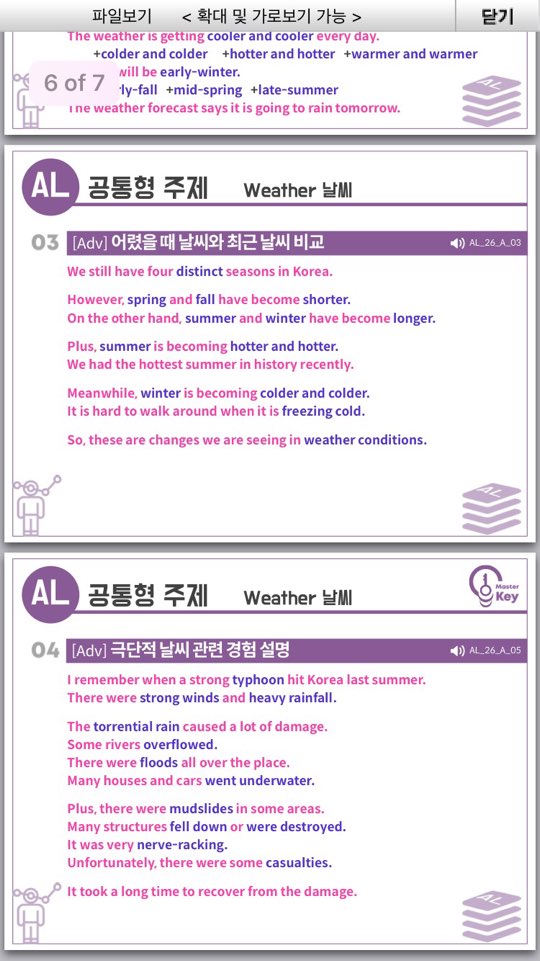 파일보기 < 확대 및 가로보기 가능 > 닫기
The weather is getting cooler and cooler every day.
+colder and colder +hotter and hotter +warmer and warmer
6 of 7
will be early-winter.
rly-fall +mid-spring +late-summer
The weather forecast says it is going to rain tomorrow.
AL
AL 공통형 주제 Weather 날씨
03 [Adv] 어렸을 때 날씨와 최근 날씨 비교 AL_26_A_03
We still have four distinct seasons in Korea.
However, spring and fall have become shorter.
On the other hand, summer and winter have become longer.
Plus, summer is becoming hotter and hotter.
We had the hottest summer in history recently.
Meanwhile, winter is becoming colder and colder.
It is hard to walk around when it is freezing cold.
So, these are changes we are seeing in weather conditions.
AL
AL 공통형 주제 Weather 날씨
Master
Key
04 [Adv] 극단적 날씨 관련 경험 설명 AL_26_A_05
I remember when a strong typhoon hit Korea last summer.
There were strong winds and heavy rainfall.
The torrential rain caused a lot of damage.
Some rivers overflowed.
There were floods all over the place.
Many houses and cars went underwater.
Plus, there were mudslides in some areas.
Many structures fell down or were destroyed.
It was very nerve-racking.
Unfortunately, there were some casualties.
It took a long time to recover from the damage.
AL